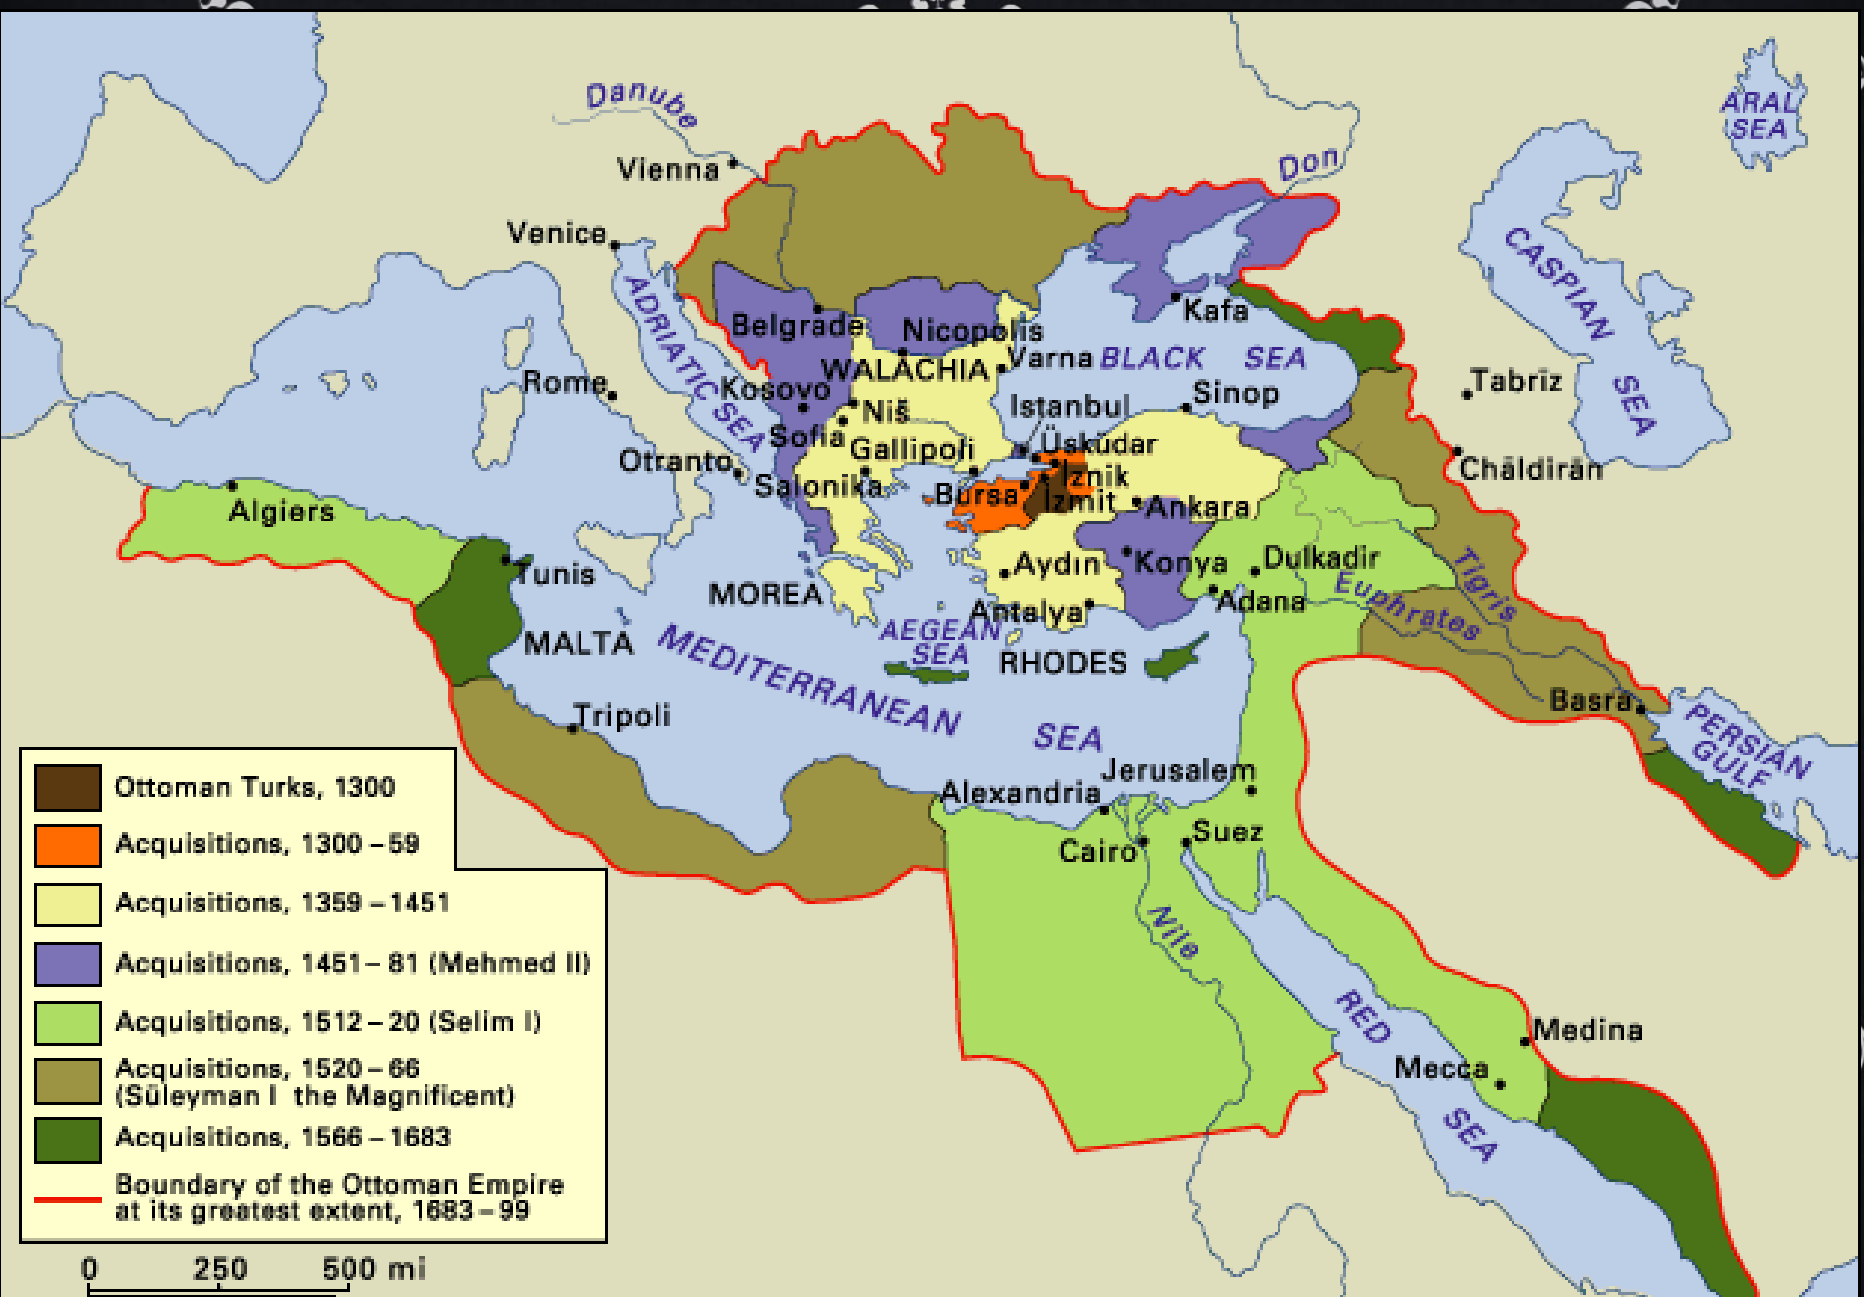 Danube
Vienna
Don
ARAL
SEA
Venice
CASPIAN
SEA
ADRIATIC SEA
Belgrade
Nicopolis
Kafa
WALACHIA
Varna
BLACK SEA
Rome
Kosovo
Niš
Istanbul
Sinop
Tabriz
Sofia
Gallipoli
Üsküdar
Otranto
Salonika
Bursa
İznik
İzmit
Ankara
Chāldirān
Algiers
Tunis
MOREA
Aydın
Konya
Dulkadir
Tigris
Euphrates
Antalya
Adana
AEGEAN
SEA
MALTA
RHODES
MEDITERRANEAN
SEA
Tripoli
Basra
PERSIAN
GULF
Jerusalem
Alexandria
Cairo
Suez
Nile
RED
SEA
Medina
Mecca
Ottoman Turks, 1300
Acquisitions, 1300–59
Acquisitions, 1359–1451
Acquisitions, 1451–81 (Mehmed II)
Acquisitions, 1512–20 (Selim I)
Acquisitions, 1520–66
(Süleyman I the Magnificent)
Acquisitions, 1566–1683
Boundary of the Ottoman Empire
at its greatest extent, 1683–99
0 250 500 mi